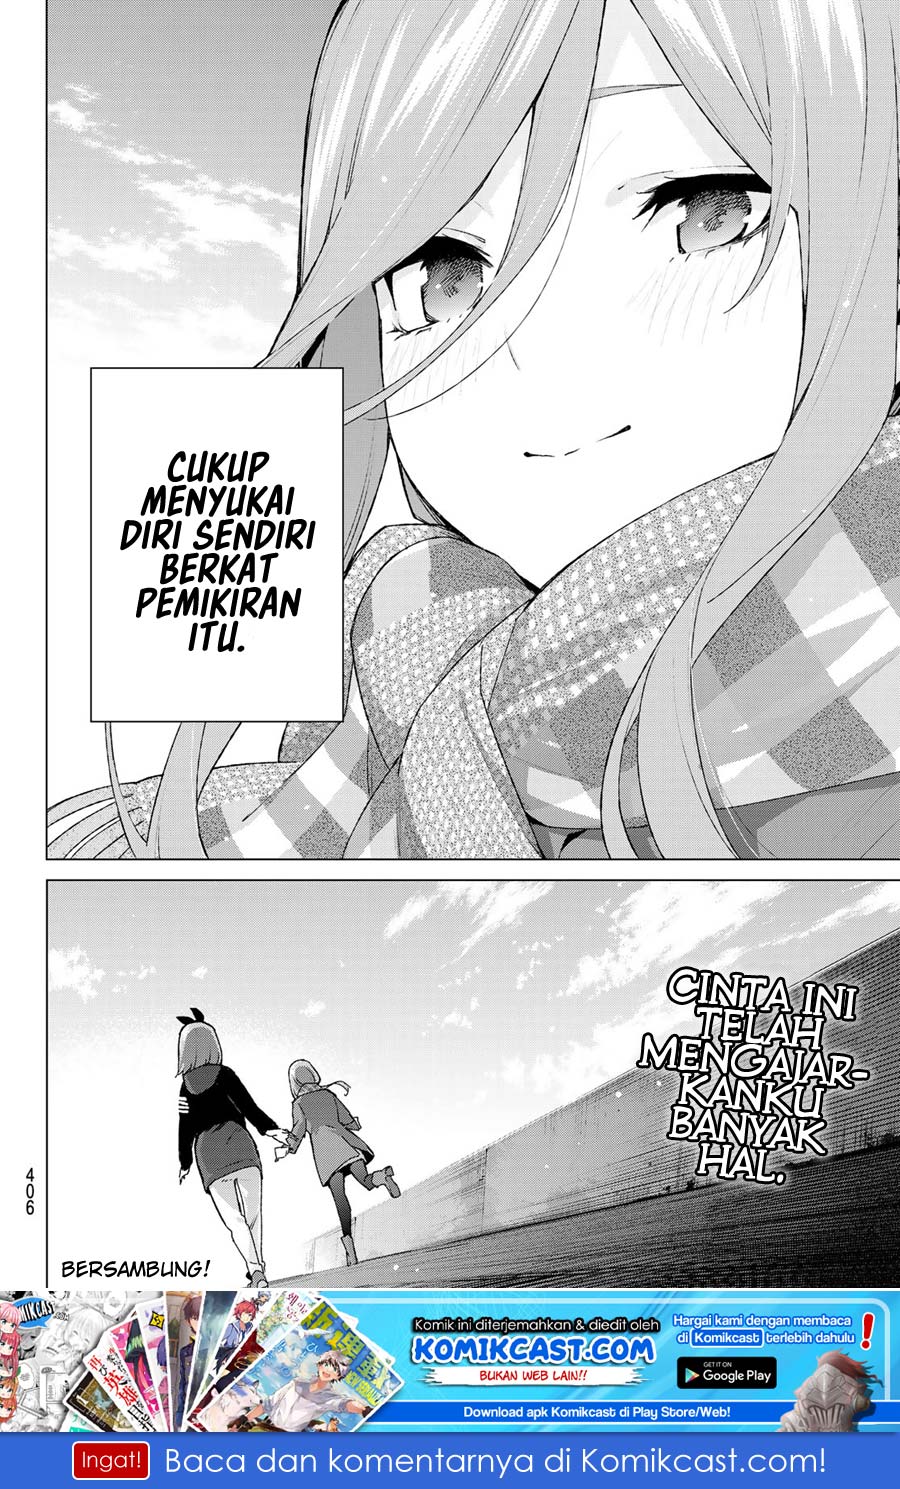 CUKUP
MENYUKAI
DIRI SENDIRI
BERKAT
PEMIKIRAN
ITU.
CINTA INI
TELAH
MENGAJAR-
KANKU
BANYAK
HAL.
406
BERSAMBUNG!
Komik ini diterjemahkan & diedit oleh
KOMIKCAST.COM
BUKAN WEB LAIN!!
Hargai kami dengan membaca
di Komikcast terlebih dahulu !
GET IT ON
Google Play
Download apk Komikcast di Play Store/Web!
Ingat! Baca dan komentarnya di Komikcast.com!